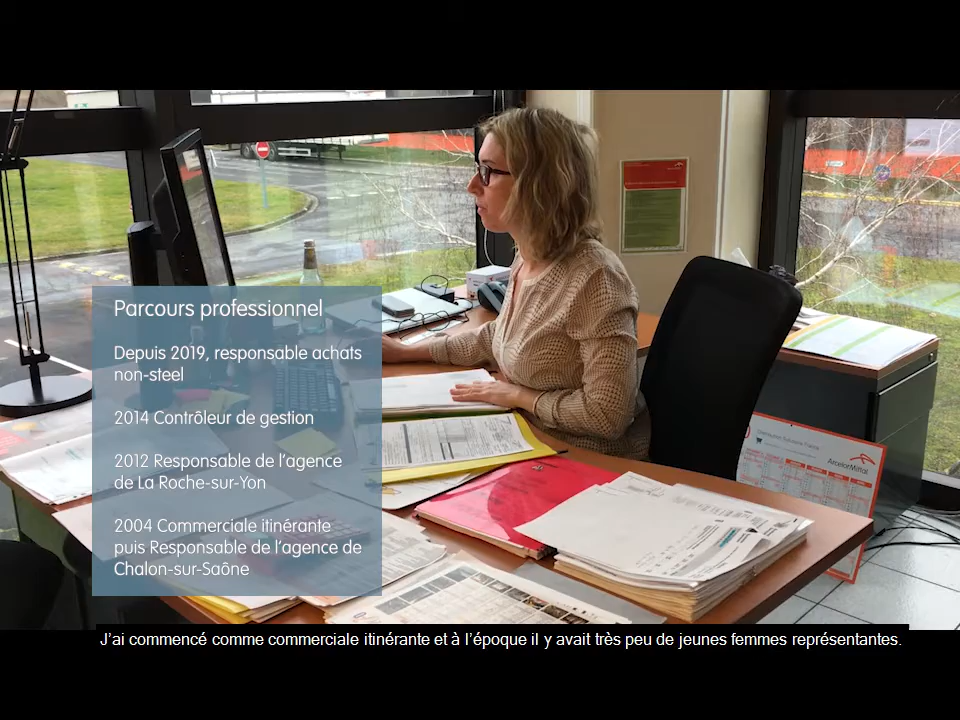 Parcours professionnel
Depuis 2019, responsable achats
non-steel
2014 Contrôleur de gestion
2012 Responsable de l'agence
de La Roche-sur-Yon
2004 Commerciale itinérante
puis Responsable de l'agence de
Chalon-sur-Saône
ArcelorMittal
J'ai commencé comme commerciale itinérante et à l'époque il y avait très peu de jeunes femmes représentantes.